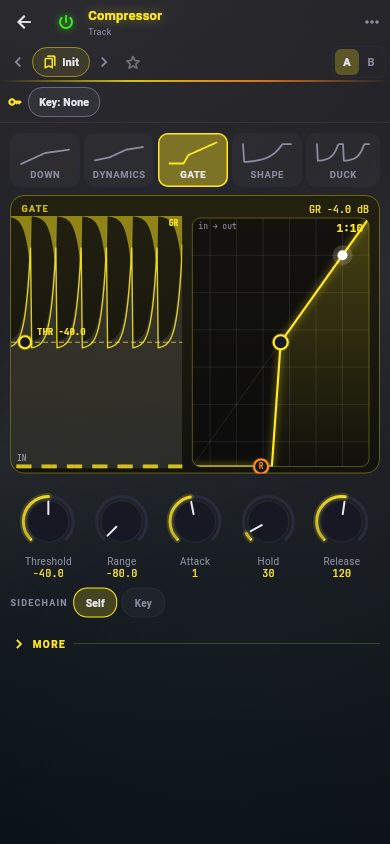 Compressor
Track
Init
A B
Key: None
DOWN DYNAMICS GATE SHAPE DUCK
GATE GR -4.0 dB
GR in → out 1:10
THR -40.0
IN R
Threshold Range Attack Hold Release
-40.0 -80.0 1 30 120
SIDECHAIN Self Key
MORE